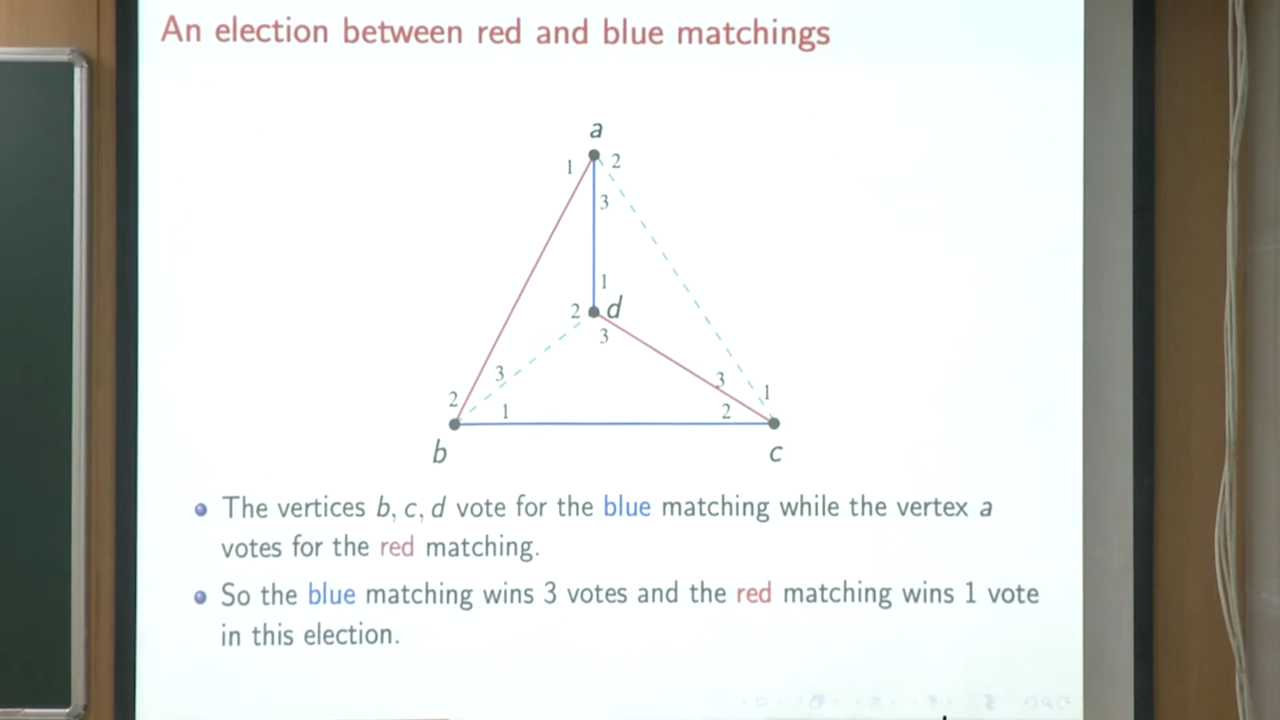 An election between red and blue matchings
a
1 2
3
1
2 d
3
3 3
2 1 1 2
b c
The vertices b, c, d vote for the blue matching while the vertex a
votes for the red matching.
So the blue matching wins 3 votes and the red matching wins 1 vote
in this election.